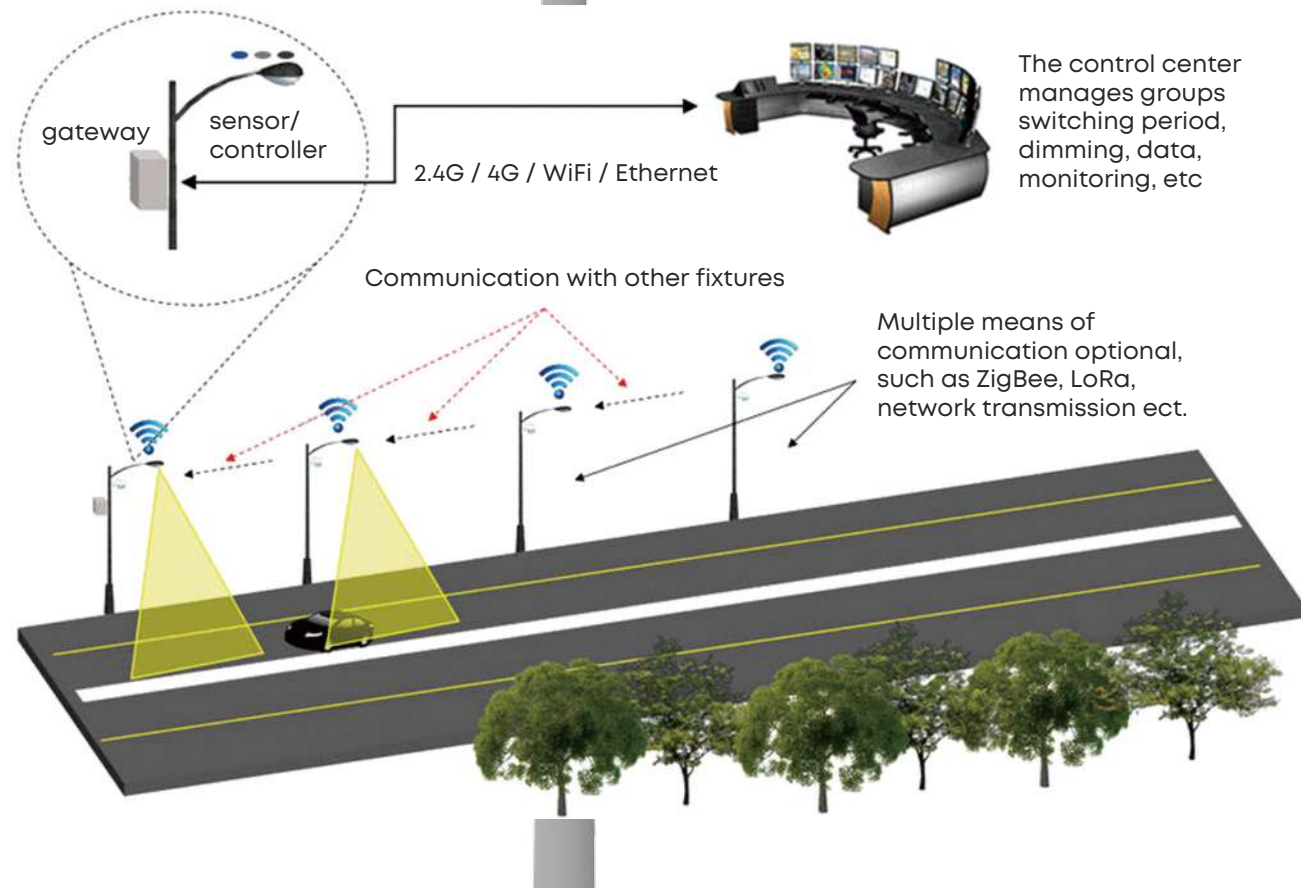 gateway
sensor/
controller
2.4G / 4G / WiFi / Ethernet
The control center
manages groups
switching period,
dimming, data,
monitoring, etc
Communication with other fixtures
Multiple means of
communication optional,
such as ZigBee, LoRa,
network transmission ect.